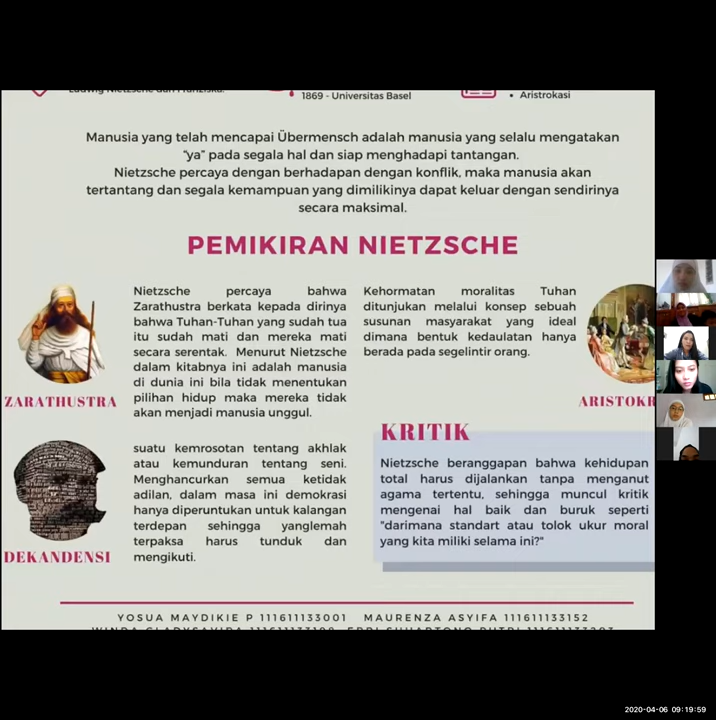 Ludwig Nietzsche dan Franziska.
1869 - Universitas Basel
• Aristrokasi
Manusia yang telah mencapai Übermensch adalah manusia yang selalu mengatakan
"ya" pada segala hal dan siap menghadapi tantangan.
Nietzsche percaya dengan berhadapan dengan konflik, maka manusia akan
tertantang dan segala kemampuan yang dimilikinya dapat keluar dengan sendirinya
secara maksimal.
PEMIKIRAN NIETZSCHE
Nietzsche percaya bahwa
Zarathustra berkata kepada dirinya
bahwa Tuhan-Tuhan yang sudah tua
itu sudah mati dan mereka mati
secara serentak. Menurut Nietzsche
dalam kitabnya ini adalah manusia
di dunia ini bila tidak menentukan
pilihan hidup maka mereka tidak
akan menjadi manusia unggul.
ZARATHUSTRA
Kehormatan moralitas Tuhan
ditunjukan melalui konsep sebuah
susunan masyarakat yang ideal
dimana bentuk kedaulatan hanya
berada pada segelintir orang.
ARISTOKR
suatu kemrosotan tentang akhlak
atau kemunduran tentang seni.
Menghancurkan semua ketidak
adilan, dalam masa ini demokrasi
hanya diperuntukan untuk kalangan
terdepan sehingga yanglemah
terpaksa harus tunduk dan
mengikuti.
DEKANDENSI
KRITIK
Nietzsche beranggapan bahwa kehidupan
total harus dijalankan tanpa menganut
agama tertentu, sehingga muncul kritik
mengenai hal baik dan buruk seperti
"darimana standart atau tolok ukur moral
yang kita miliki selama ini?"
YOSUA MAYDIKIE P 111611133001 MAURENZA ASYIFA 111611133152
2020-04-06 09:19:59